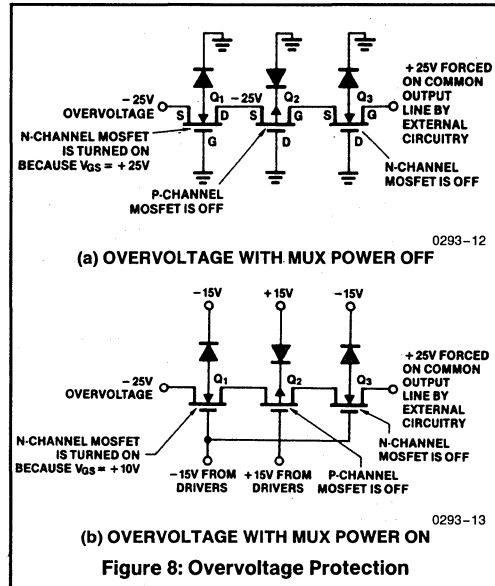 Q1
Q2
Q3
-25V
OVERVOLTAGE
-25V
+25V FORCED
ON COMMON
OUTPUT
LINE BY
EXTERNAL
CIRCUITRY
S
D
G
S
G
D
S
G
D
N-CHANNEL MOSFET
IS TURNED ON
BECAUSE VGS = +25V
P-CHANNEL
MOSFET IS OFF
N-CHANNEL
MOSFET IS OFF
0293-12
(a) OVERVOLTAGE WITH MUX POWER OFF
-15V
+15V
-15V
Q1
Q2
Q3
-25V
OVERVOLTAGE
+25V FORCED
ON COMMON
OUTPUT
LINE BY
EXTERNAL
CIRCUITRY
N-CHANNEL MOSFET
IS TURNED ON
BECAUSE VGS = +10V
-15V FROM
DRIVERS
+15V FROM
DRIVERS
P-CHANNEL
MOSFET IS OFF
N-CHANNEL
MOSFET IS OFF
0293-13
(b) OVERVOLTAGE WITH MUX POWER ON
Figure 8: Overvoltage Protection